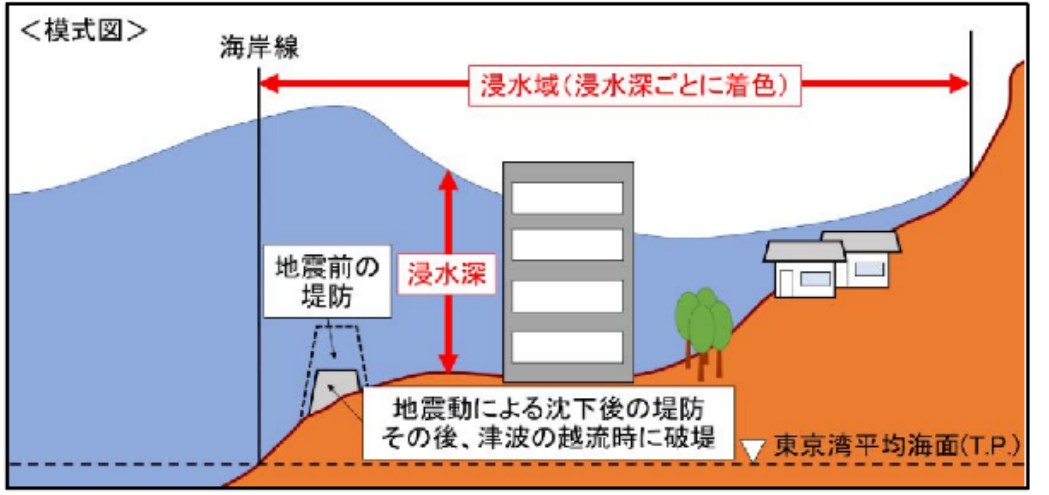 ＜模式図＞
海岸線
浸水域(浸水深ごとに着色)
地震前の
堤防
浸水深
地震動による沈下後の堤防
その後、津波の越流時に破堤
東京湾平均海面(T.P.)